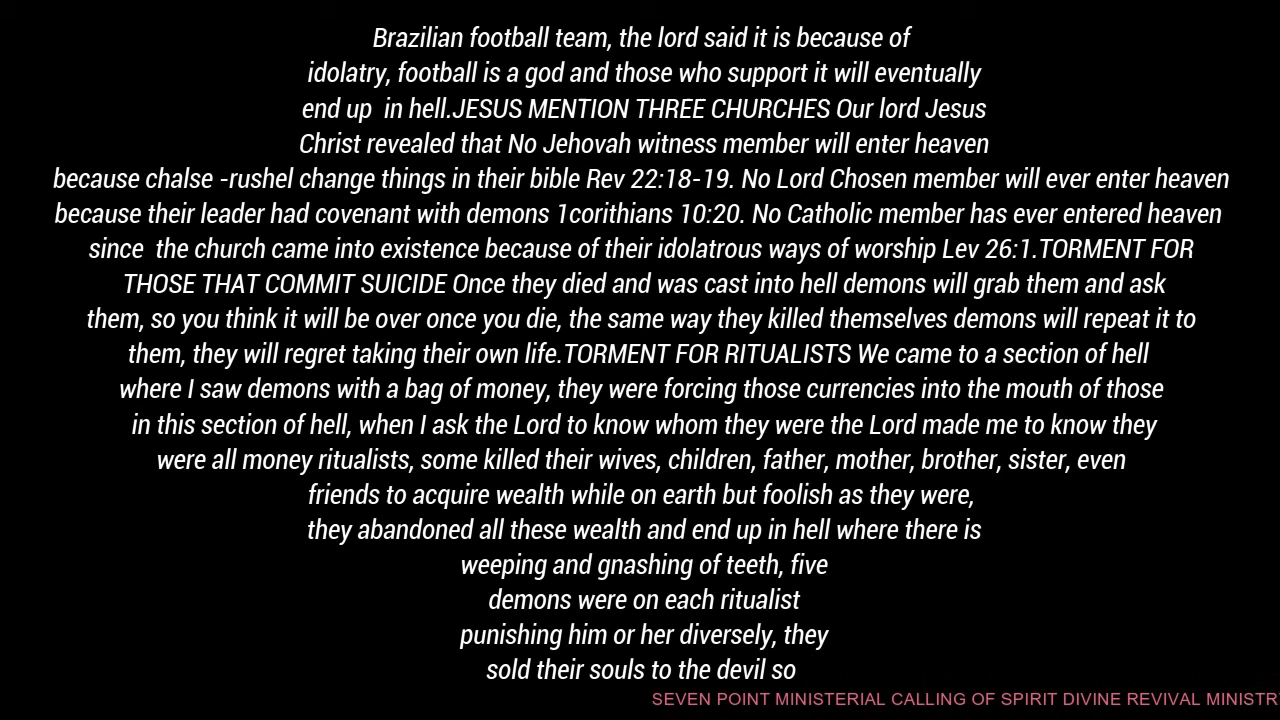 Brazilian football team, the lord said it is because of
idolatry, football is a god and those who support it will eventually
end up  in hell.JESUS MENTION THREE CHURCHES Our lord Jesus
Christ revealed that No Jehovah witness member will enter heaven
because chalse -rushel change things in their bible Rev 22:18-19. No Lord Chosen member will ever enter heaven
because their leader had covenant with demons 1corithians 10:20. No Catholic member has ever entered heaven
since  the church came into existence because of their idolatrous ways of worship Lev 26:1.TORMENT FOR
THOSE THAT COMMIT SUICIDE Once they died and was cast into hell demons will grab them and ask
them, so you think it will be over once you die, the same way they killed themselves demons will repeat it to
them, they will regret taking their own life.TORMENT FOR RITUALISTS We came to a section of hell
where I saw demons with a bag of money, they were forcing those currencies into the mouth of those
in this section of hell, when I ask the Lord to know whom they were the Lord made me to know they
were all money ritualists, some killed their wives, children, father, mother, brother, sister, even
friends to acquire wealth while on earth but foolish as they were,
they abandoned all these wealth and end up in hell where there is
weeping and gnashing of teeth, five
demons were on each ritualist
punishing him or her diversely, they
sold their souls to the devil so
SEVEN POINT MINISTERIAL CALLING OF SPIRIT DIVINE REVIVAL MINISTR